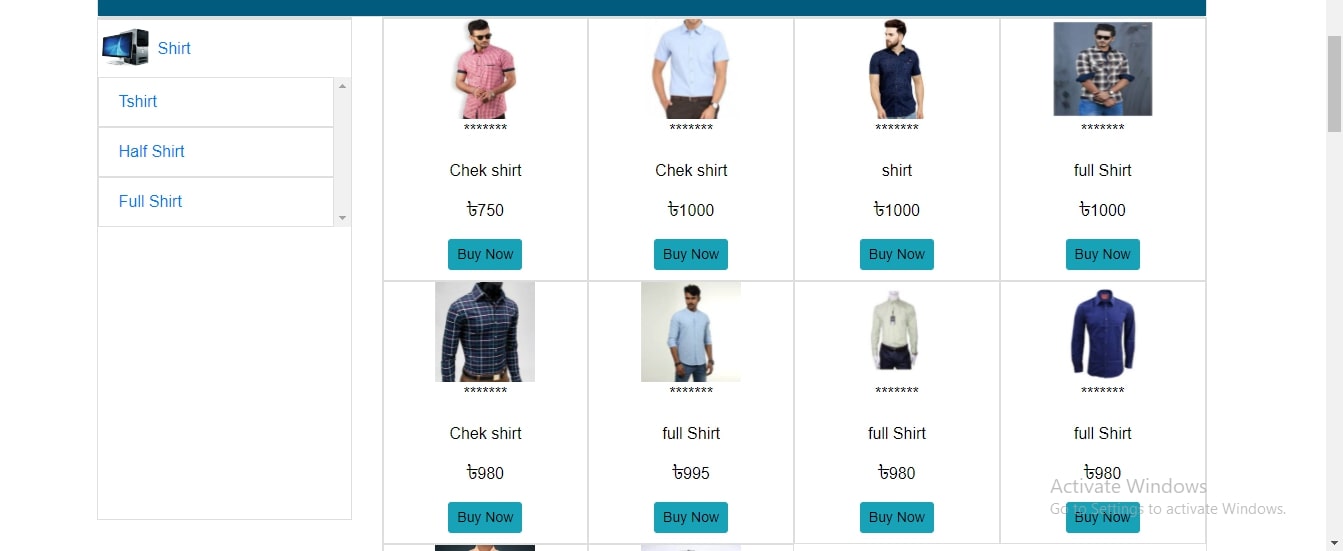 Shirt
Tshirt
Half Shirt
Full Shirt
******* ******* ******* *******
Chek shirt Chek shirt shirt full Shirt
৳750 ৳1000 ৳1000 ৳1000
Buy Now Buy Now Buy Now Buy Now
******* ******* ******* *******
Chek shirt full Shirt full Shirt full Shirt
৳980 ৳995 ৳980 ৳980
Buy Now Buy Now Buy Now Buy Now
Activate Windows
Go to Settings to activate Windows.